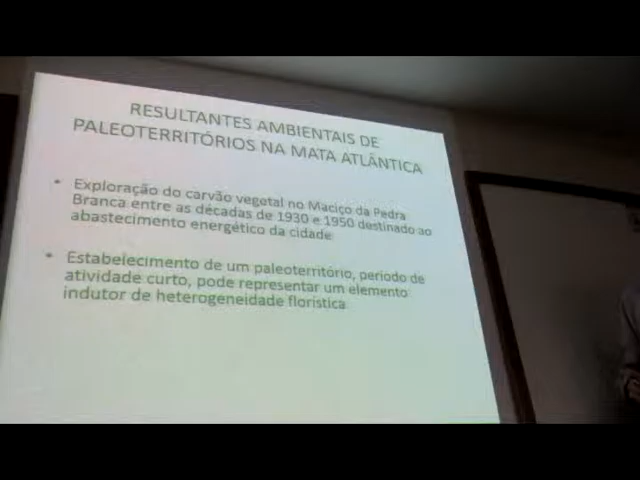 RESULTANTES AMBIENTAIS DE
PALEOTERRITÓRIOS NA MATA ATLÂNTICA
• Exploração do carvão vegetal no Maciço da Pedra
Branca entre as décadas de 1930 e 1950 destinado ao
abastecimento energético da cidade
• Estabelecimento de um paleoterritório, período de
atividade curto, pode representar um elemento
indutor de heterogeneidade florística